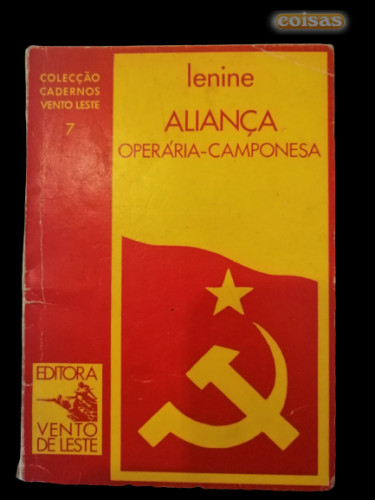 coisas
COLECÇÃO
CADERNOS
VENTO LESTE
7
lenine
ALIANÇA
OPERÁRIA-CAMPONESA
EDITORA
VENTO
DE LESTE